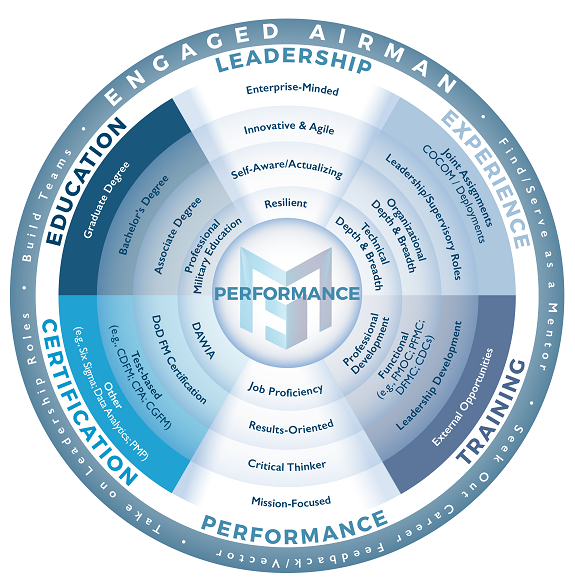 ENGAGED AIRMAN
Find/Serve as a Mentor
Seek Out Career Feedback/Vector
Take on Leadership Roles
Build Teams
LEADERSHIP
Enterprise-Minded
Innovative & Agile
Self-Aware/Actualizing
Resilient
EXPERIENCE
Joint Assignments
COCOM / Deployments
Leadership/Supervisory Roles
Organizational
Depth & Breadth
Technical
Depth & Breadth
TRAINING
Professional
Development
Functional
(e.g., FMOC; PFMC;
DFMC; CDCs)
Leadership Development
External Opportunities
PERFORMANCE
Job Proficiency
Results-Oriented
Critical Thinker
Mission-Focused
PERFORMANCE
CERTIFICATION
DAWIA
DoD FM Certification
Test-based
(e.g., CDFM, CPA, CGFM)
Other
(e.g., Six Sigma; Data Analytics; PMP)
EDUCATION
Graduate Degree
Bachelor's Degree
Associate Degree
Professional
Military Education